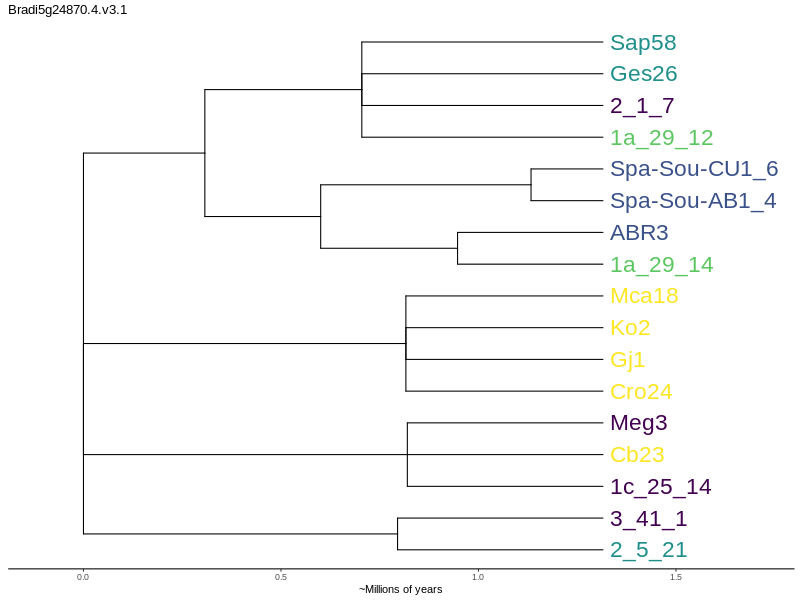 Bradi5g24870.4.v3.1
Sap58
Ges26
2_1_7
1a_29_12
Spa-Sou-CU1_6
Spa-Sou-AB1_4
ABR3
1a_29_14
Mca18
Ko2
Gj1
Cro24
Meg3
Cb23
1c_25_14
3_41_1
2_5_21
0.0 0.5 1.0 1.5
~Millions of years